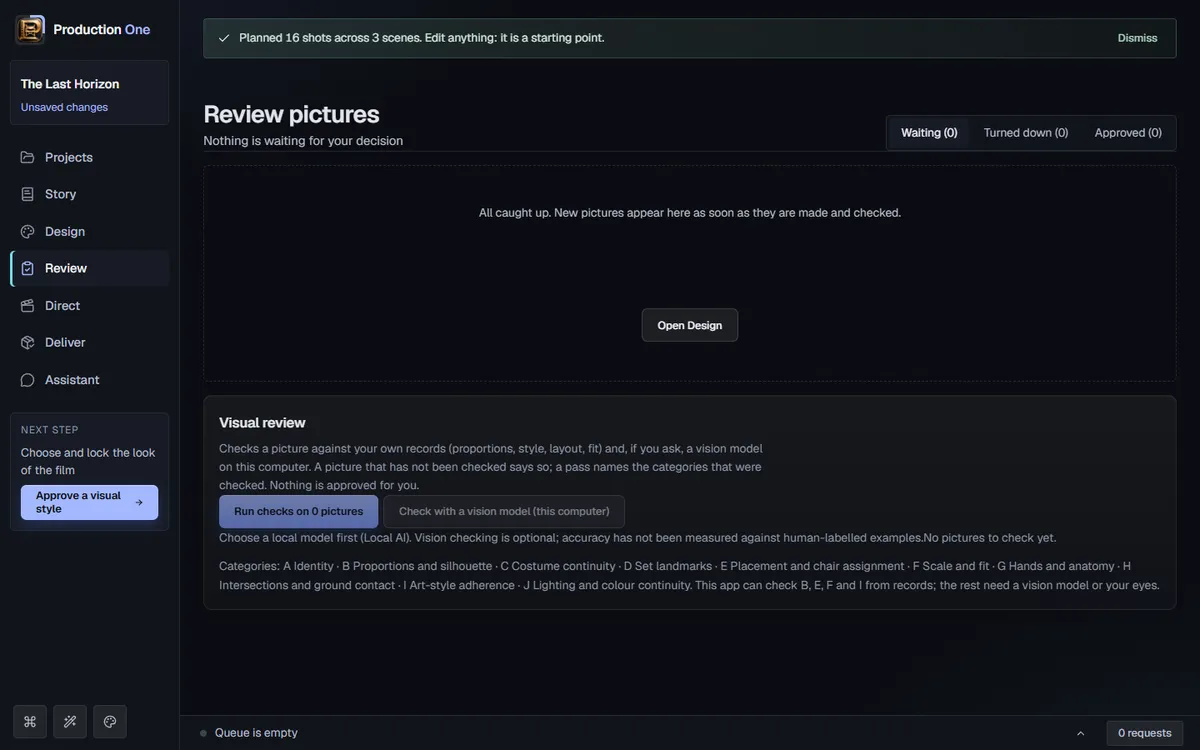 Production One
The Last Horizon
Unsaved changes
Projects
Story
Design
Review
Direct
Deliver
Assistant
NEXT STEP
Choose and lock the look
of the film
Approve a visual
style
→
Planned 16 shots across 3 scenes. Edit anything: it is a starting point.
Dismiss
Review pictures
Nothing is waiting for your decision
Waiting (0)
Turned down (0)
Approved (0)
All caught up. New pictures appear here as soon as they are made and checked.
Open Design
Visual review
Checks a picture against your own records (proportions, style, layout, fit) and, if you ask, a vision model
on this computer. A picture that has not been checked says so; a pass names the categories that were
checked. Nothing is approved for you.
Run checks on 0 pictures
Check with a vision model (this computer)
Choose a local model first (Local AI). Vision checking is optional; accuracy has not been measured against human-labelled examples.No pictures to check yet.
Categories: A Identity · B Proportions and silhouette · C Costume continuity · D Set landmarks · E Placement and chair assignment · F Scale and fit · G Hands and anatomy · H
Intersections and ground contact · I Art-style adherence · J Lighting and colour continuity. This app can check B, E, F and I from records; the rest need a vision model or your eyes.
Queue is empty
0 requests